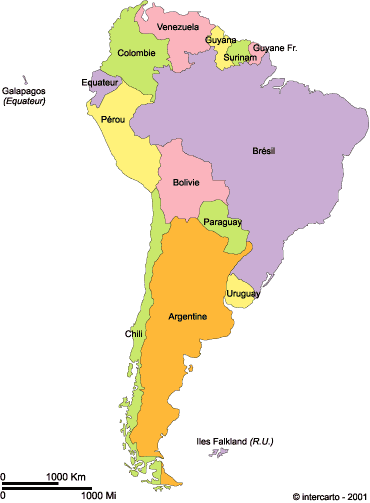 Venezuela
Guyana
Colombie
Guyane Fr.
Surinam
Equateur
Galapagos
(Equateur)
Pérou
Brésil
Bolivie
Paraguay
Uruguay
Argentine
Chili
Iles Falkland (R.U.)
0 1000 Km
0 1000 Mi
© intercarto - 2001